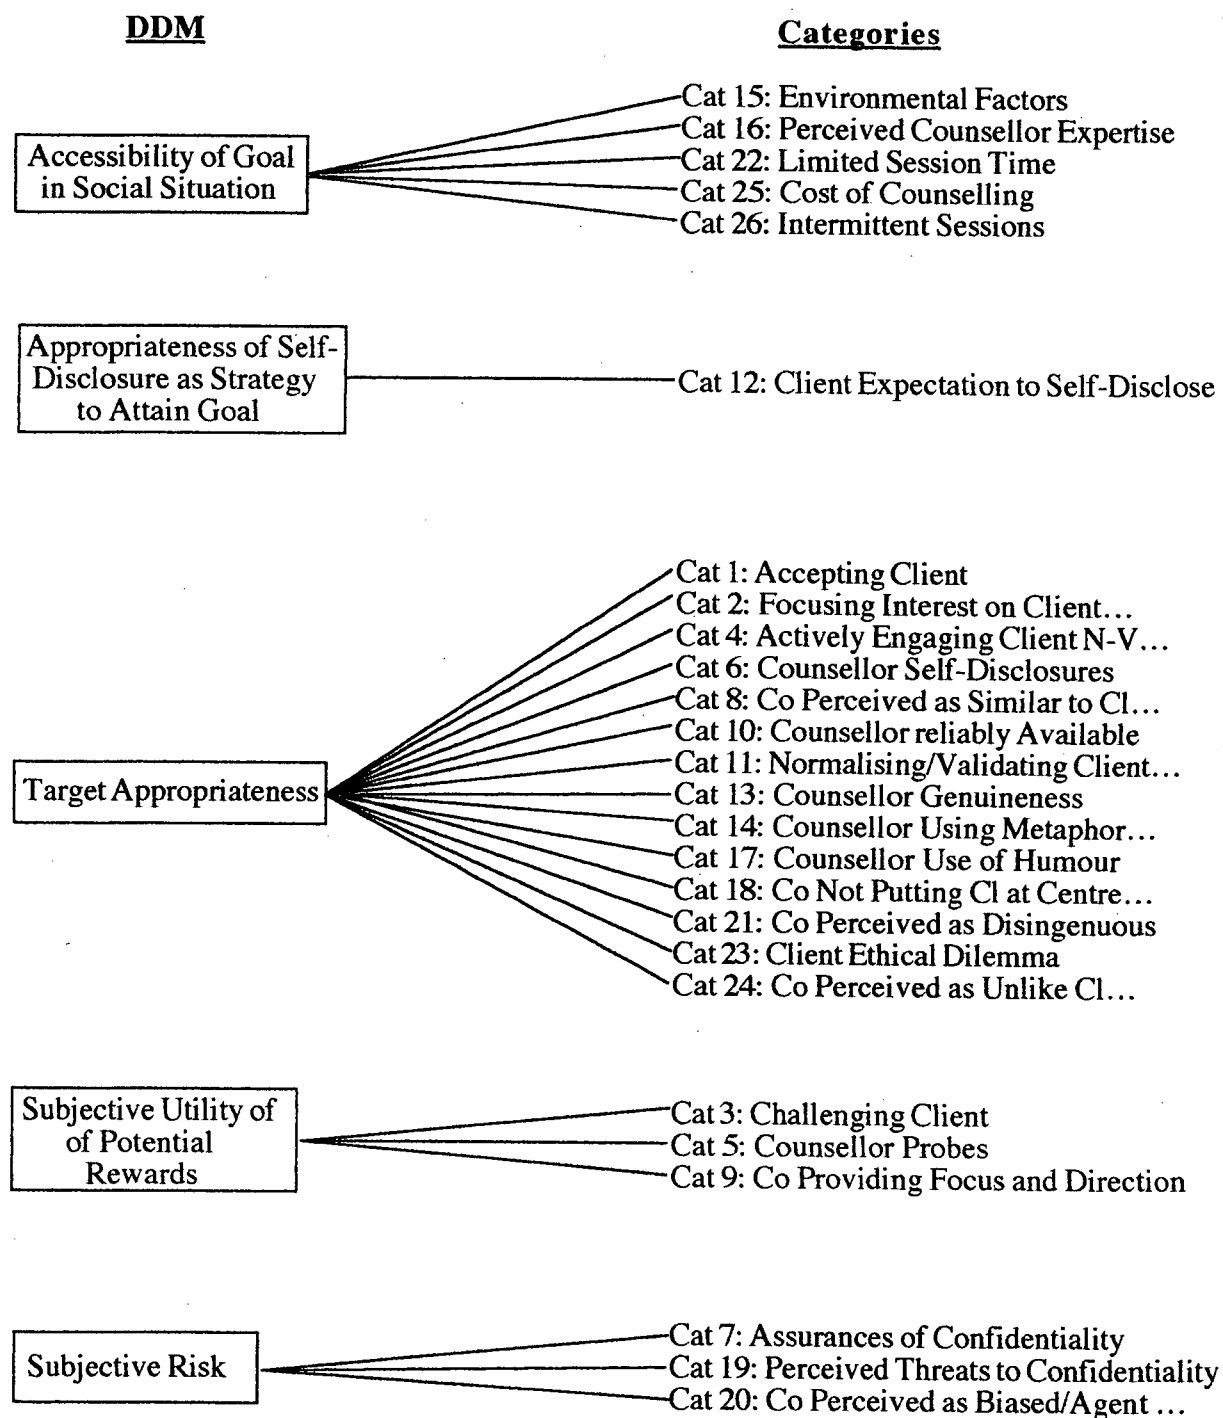 DDM
Categories
Accessibility of Goal
in Social Situation
Cat 15: Environmental Factors
Cat 16: Perceived Counsellor Expertise
Cat 22: Limited Session Time
Cat 25: Cost of Counselling
Cat 26: Intermittent Sessions
Appropriateness of Self-
Disclosure as Strategy
to Attain Goal
Cat 12: Client Expectation to Self-Disclose
Target Appropriateness
Cat 1: Accepting Client
Cat 2: Focusing Interest on Client...
Cat 4: Actively Engaging Client N-V...
Cat 6: Counsellor Self-Disclosures
Cat 8: Co Perceived as Similar to Cl...
Cat 10: Counsellor reliably Available
Cat 11: Normalising/Validating Client...
Cat 13: Counsellor Genuineness
Cat 14: Counsellor Using Metaphor...
Cat 17: Counsellor Use of Humour
Cat 18: Co Not Putting Cl at Centre...
Cat 21: Co Perceived as Disingenuous
Cat 23: Client Ethical Dilemma
Cat 24: Co Perceived as Unlike Cl...
Subjective Utility of
of Potential
Rewards
Cat 3: Challenging Client
Cat 5: Counsellor Probes
Cat 9: Co Providing Focus and Direction
Subjective Risk
Cat 7: Assurances of Confidentiality
Cat 19: Perceived Threats to Confidentiality
Cat 20: Co Perceived as Biased/Agent ...